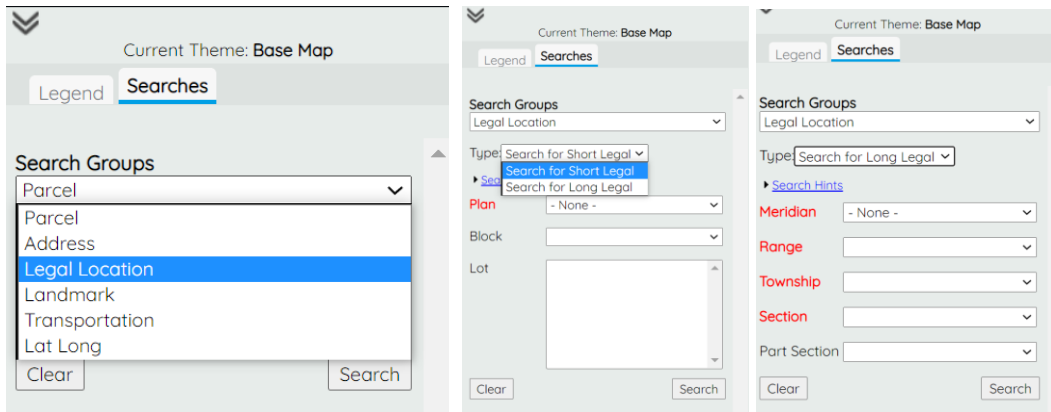 Current Theme: Base Map
Legend Searches
Search Groups
Parcel
Parcel
Address
Legal Location
Landmark
Transportation
Lat Long
Clear Search
Current Theme: Base Map
Legend Searches
Search Groups
Legal Location
Type: Search for Short Legal
Search for Short Legal
Search for Long Legal
Sea
Plan - None -
Block
Lot
Clear Search
Current Theme: Base Map
Legend Searches
Search Groups
Legal Location
Type: Search for Long Legal
Search Hints
Meridian - None -
Range
Township
Section
Part Section
Clear Search